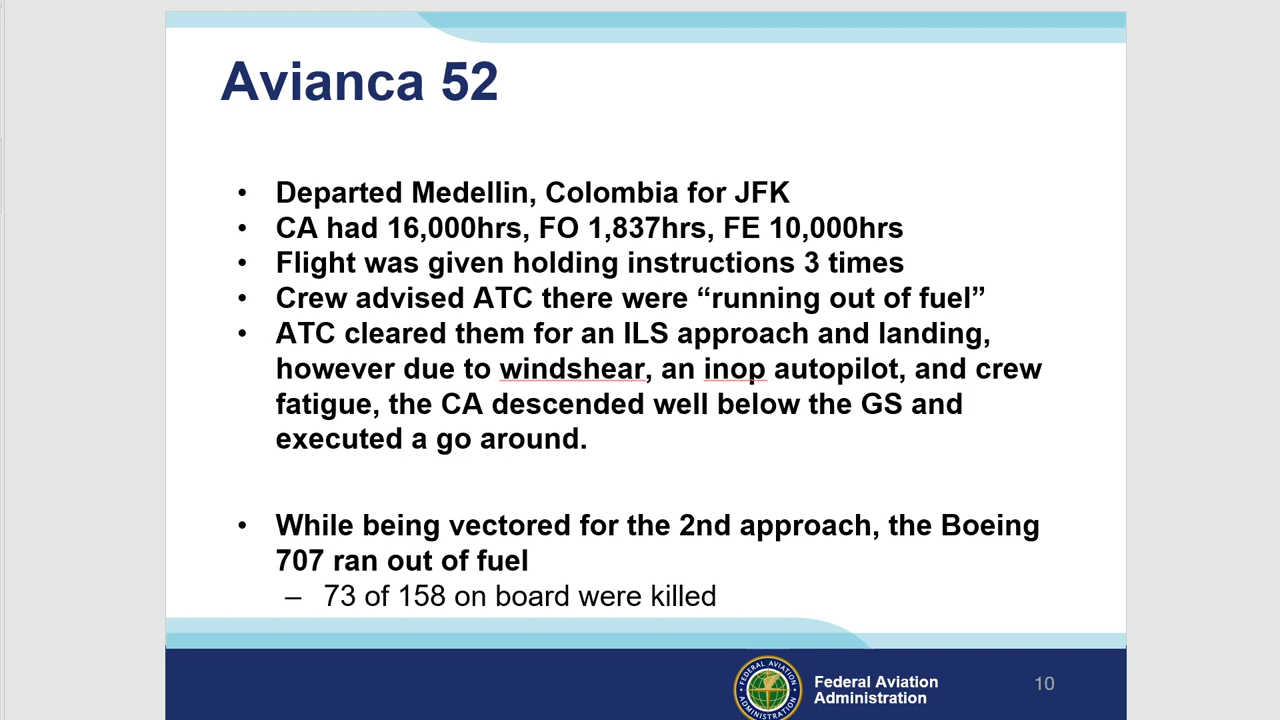 Avianca 52
• Departed Medellin, Colombia for JFK
• CA had 16,000hrs, FO 1,837hrs, FE 10,000hrs
• Flight was given holding instructions 3 times
• Crew advised ATC there were “running out of fuel”
• ATC cleared them for an ILS approach and landing,
however due to windshear, an inop autopilot, and crew
fatigue, the CA descended well below the GS and
executed a go around.
• While being vectored for the 2nd approach, the Boeing
707 ran out of fuel
– 73 of 158 on board were killed
FEDERAL AVIATION
ADMINISTRATION
Federal Aviation
Administration
10